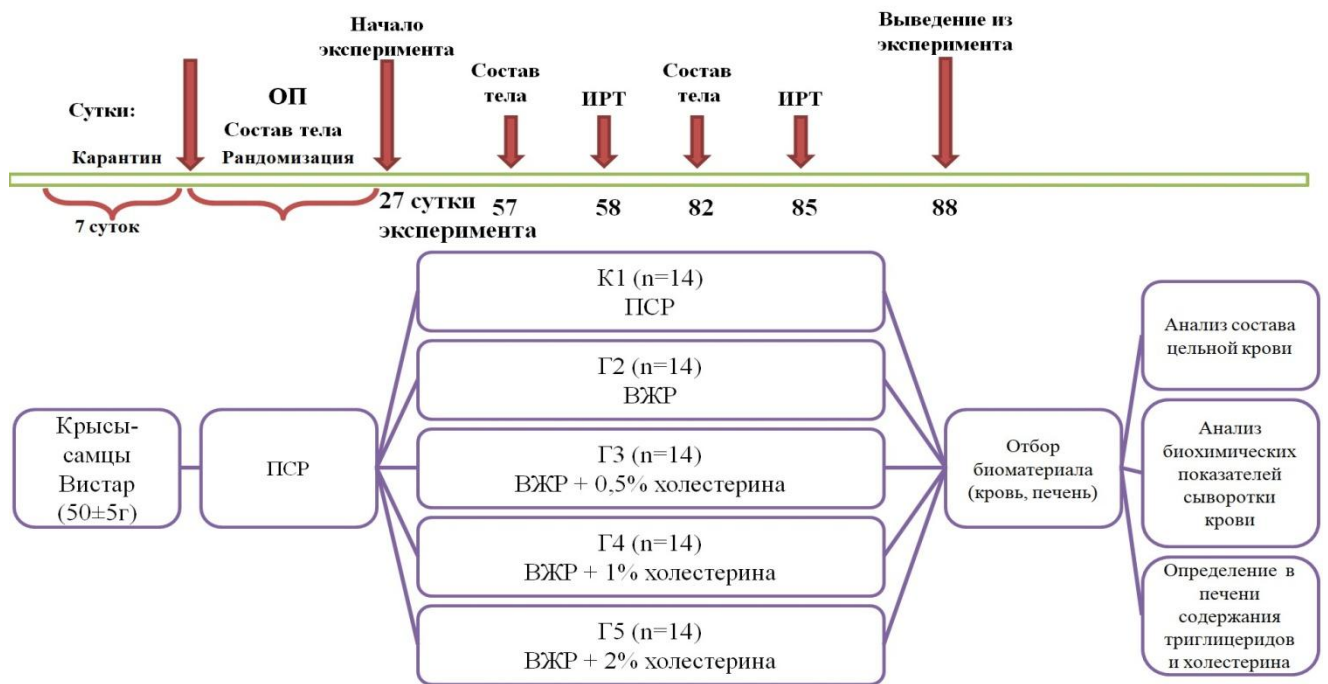 Начало
эксперимента
Выведение из
эксперимента
Состав
тела
ИРТ
Состав
тела
ИРТ
Сутки:
ОП
Состав тела
Карантин
Рандомизация
7 суток
27 сутки
эксперимента
57
58
82
85
88
Крысы-
самцы
Вистар
(50±5г)
ПСР
К1 (n=14)
ПСР
Г2 (n=14)
ВЖР
Г3 (n=14)
ВЖР + 0,5% холестерина
Г4 (n=14)
ВЖР + 1% холестерина
Г5 (n=14)
ВЖР + 2% холестерина
Отбор
биоматериала
(кровь, печень)
Анализ состава
цельной крови
Анализ
биохимических
показателей
сыворотки
крови
Определение в
печени
содержания
триглицеридов
и холестерина